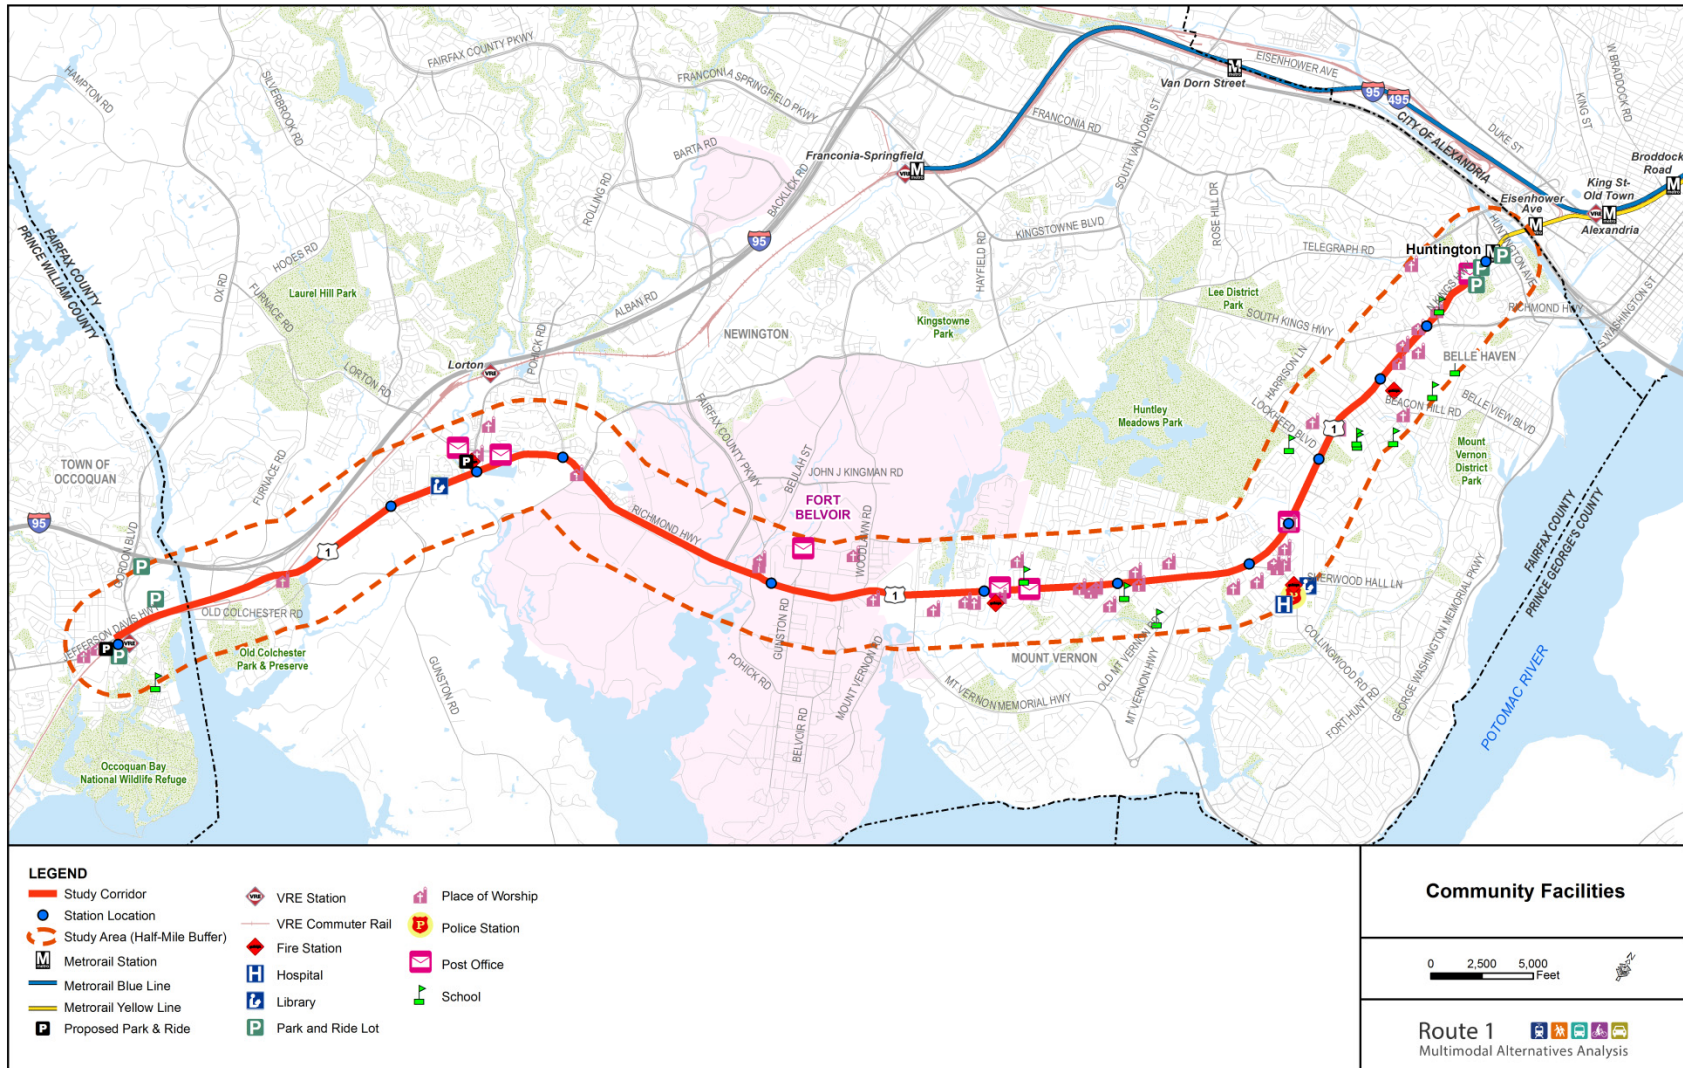 HAMPTON RD
SILVERBROOK RD
FAIRFAX COUNTY PKWY
FRANCONIA SPRINGFIELD PKWY
Van Dorn Street
EISENHOWER AVE
95
495
CITY OF ALEXANDRIA
DUKE ST
KING ST
W BRADDOCK RD
Broddock
Road
King St-
Old Town
Alexandria
Eisenhower
Ave
FRANCONIA RD
SOUTH VAN DORN ST
Franconia-Springfield
VRE
BARTA RD
BACKLICK RD
ROLLING RD
95
KINGSTOWNE BLVD
HAYFIELD RD
ROSE HILL DR
TELEGRAPH RD
Huntington
HUNTINGTON AVE
N KINGS HWY
RICHMOND HWY
S WASHINGTON ST
FAIRFAX COUNTY
PRINCE WILLIAM COUNTY
OX RD
HOOES RD
FURNACE RD
Laurel Hill Park
ALBAN RD
POHICK RD
LORTON RD
Lorton
VRE
NEWINGTON
Kingstowne
Park
Lee District
Park
SOUTH KINGS HWY
HARRISON LN
LOCKHEED BLVD
BELLE HAVEN
BEACON HILL RD
BELLE VIEW BLVD
Huntley
Meadows Park
Mount
Vernon
District
Park
TOWN OF
OCCOQUAN
FURNACE RD
95
GORDON BLVD
FAIRFAX COUNTY PKWY
BEULAH ST
JOHN J KINGMAN RD
FORT
BELVOIR
WOODLAWN RD
RICHMOND HWY
1
1
1
SHERWOOD HALL LN
FAIRFAX COUNTY
PRINCE GEORGE'S COUNTY
JEFFERSON DAVIS HWY
VRE
OLD COLCHESTER RD
Old Colchester
Park & Preserve
GUNSTON RD
GUNSTON RD
POHICK RD
BELVOIR RD
MOUNT VERNON RD
MOUNT VERNON
MT VERNON MEMORIAL HWY
OLD MT VERNON RD
MT VERNON HWY
COLLINGWOOD RD
FORT HUNT RD
GEORGE WASHINGTON MEMORIAL PKWY
POTOMAC RIVER
Occoquan Bay
National Wildlife Refuge
LEGEND
Study Corridor
Station Location
Study Area (Half-Mile Buffer)
M Metrorail Station
Metrorail Blue Line
Metrorail Yellow Line
P Proposed Park & Ride
VRE VRE Station
VRE Commuter Rail
Fire Station
H Hospital
Library
P Park and Ride Lot
Place of Worship
P Police Station
Post Office
School
Community Facilities
0 2,500 5,000
Feet
N
Route 1
Multimodal Alternatives Analysis